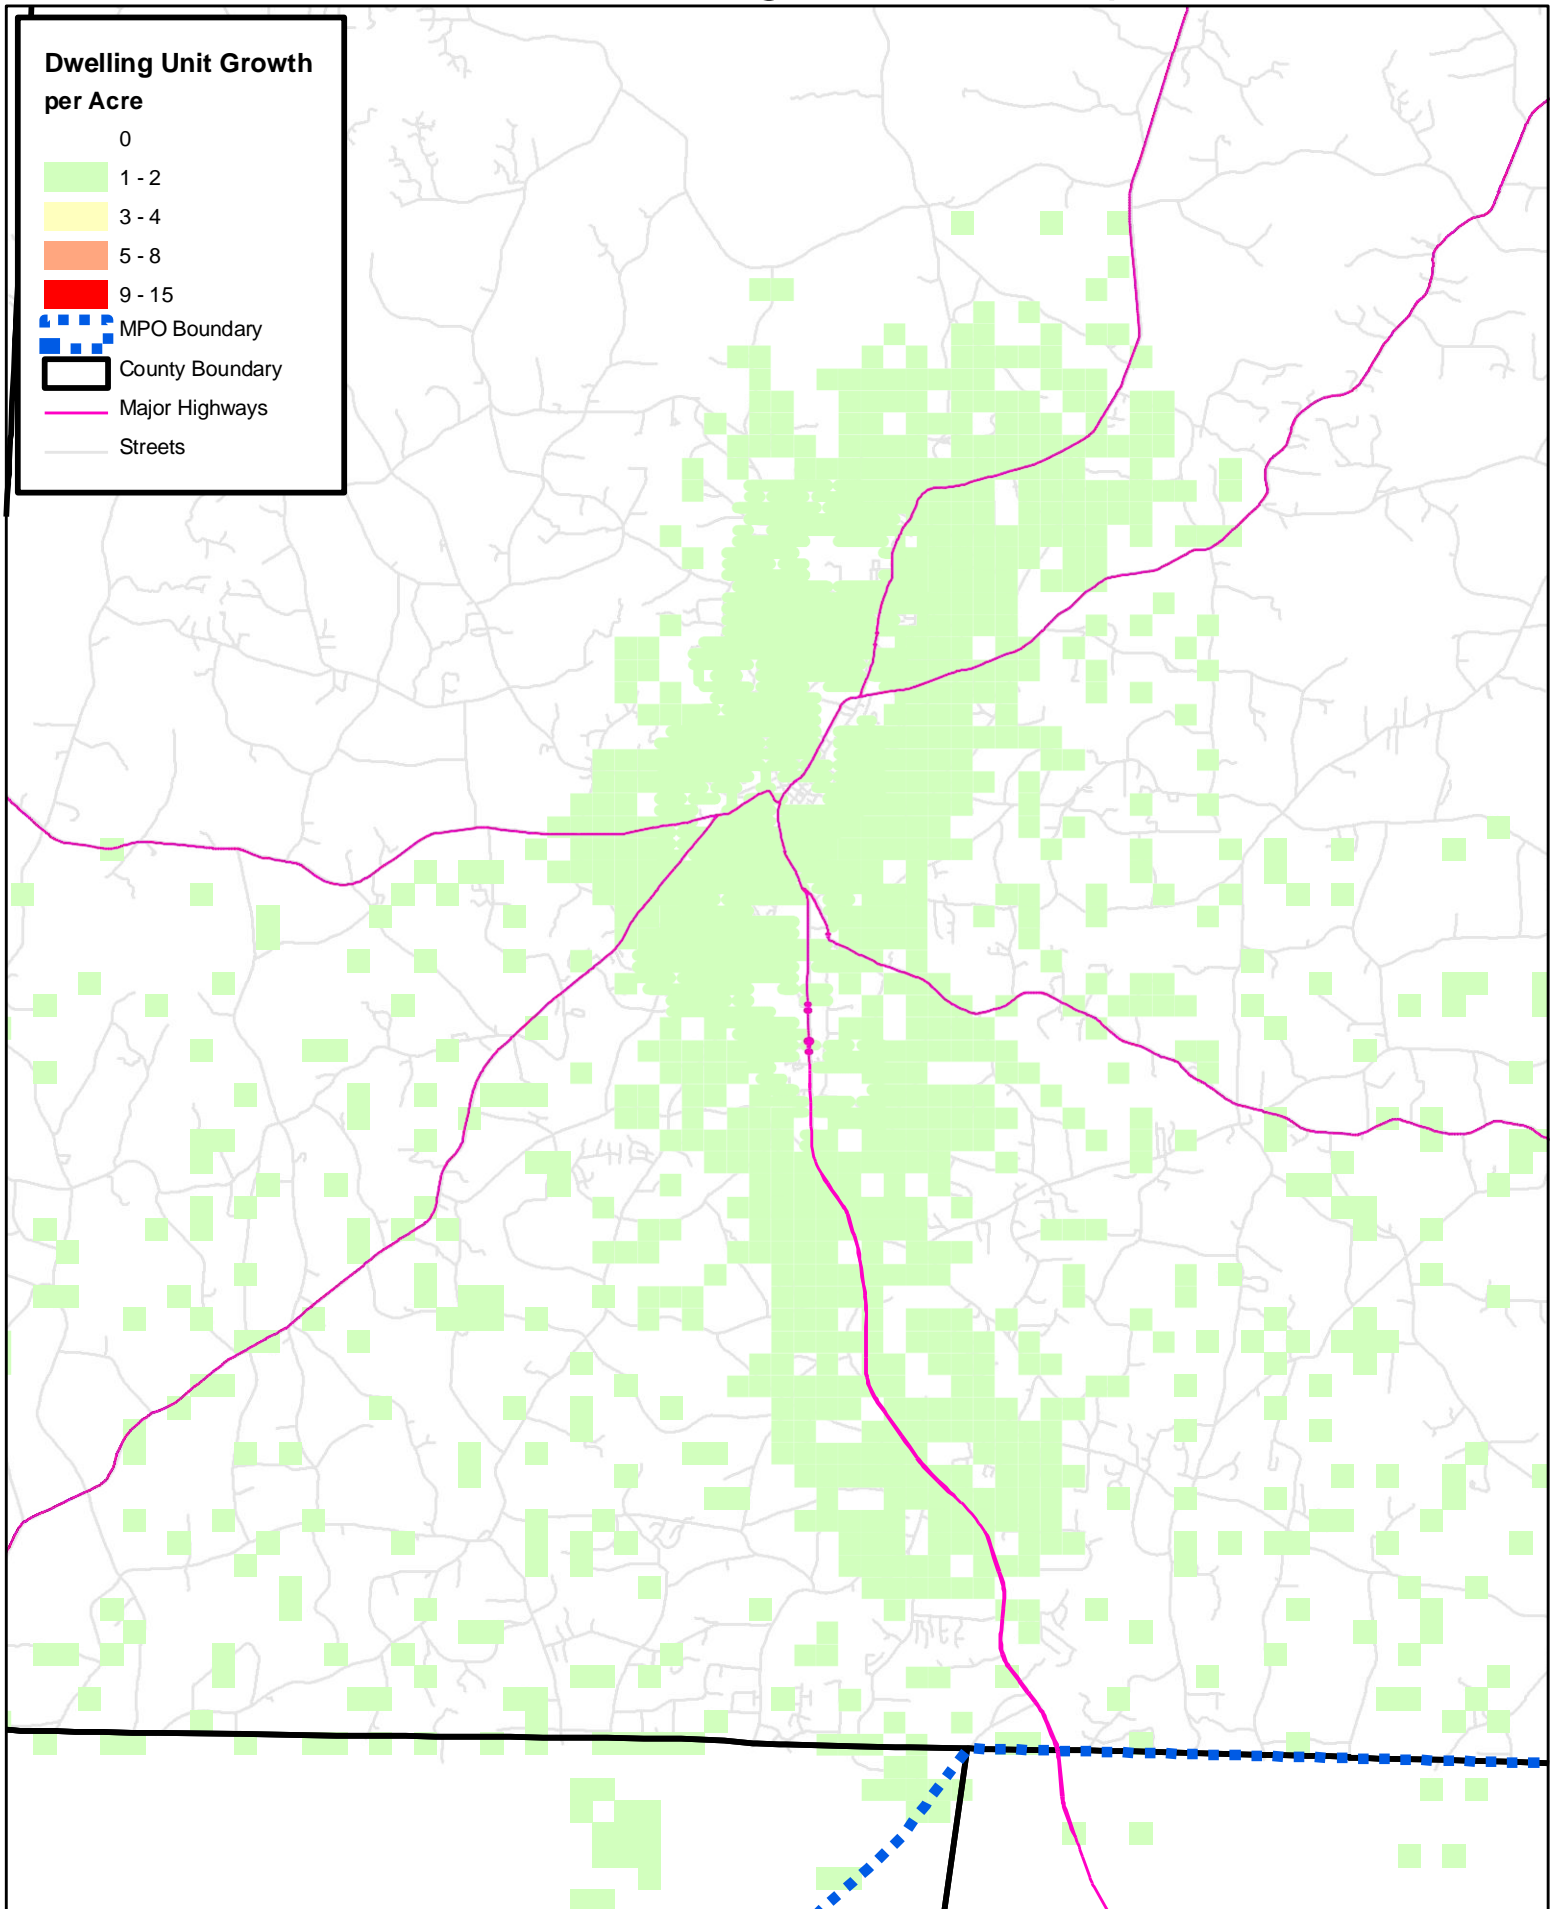 Dwelling Unit Growth
per Acre
0
1 - 2
3 - 4
5 - 8
9 - 15
MPO Boundary
County Boundary
Major Highways
Streets